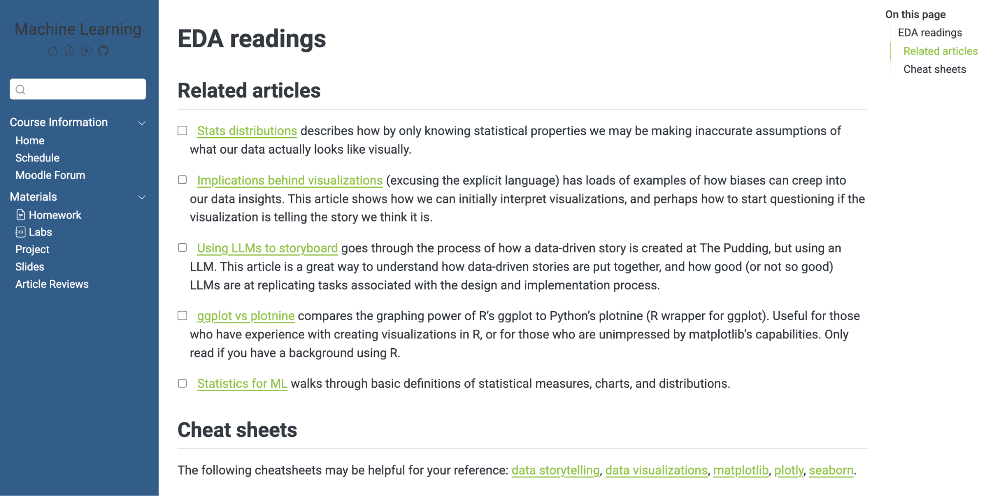 Machine Learning
Course Information
Home
Schedule
Moodle Forum
Materials
Homework
Labs
Project
Slides
Article Reviews
EDA readings
Related articles
Stats distributions describes how by only knowing statistical properties we may be making inaccurate assumptions of
what our data actually looks like visually.
Implications behind visualizations (excusing the explicit language) has loads of examples of how biases can creep into
our data insights. This article shows how we can initially interpret visualizations, and perhaps how to start questioning if the
visualization is telling the story we think it is.
Using LLMs to storyboard goes through the process of how a data-driven story is created at The Pudding, but using an
LLM. This article is a great way to understand how data-driven stories are put together, and how good (or not so good)
LLMs are at replicating tasks associated with the design and implementation process.
ggplot vs plotnine compares the graphing power of R’s ggplot to Python’s plotnine (R wrapper for ggplot). Useful for those
who have experience with creating visualizations in R, or for those who are unimpressed by matplotlib’s capabilities. Only
read if you have a background using R.
Statistics for ML walks through basic definitions of statistical measures, charts, and distributions.
Cheat sheets
The following cheatsheets may be helpful for your reference: data storytelling, data visualizations, matplotlib, plotly, seaborn.
On this page
EDA readings
Related articles
Cheat sheets